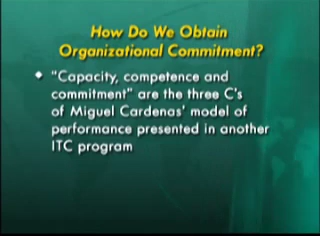 How Do We Obtain
Organizational Commitment?
• "Capacity, competence and
commitment" are the three C's
of Miguel Cardenas' model of
performance presented in another
ITC program